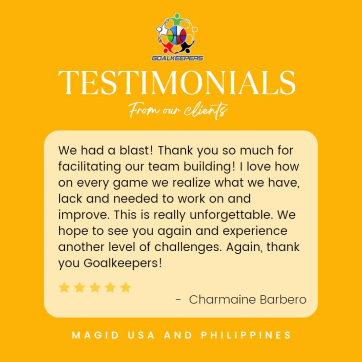 GOALKEEPERS
TESTIMONIALS
From our clients
We had a blast! Thank you so much for
facilitating our team building! I love how
on every game we realize what we have,
lack and needed to work on and
improve. This is really unforgettable. We
hope to see you again and experience
another level of challenges. Again, thank
you Goalkeepers!
- Charmaine Barbero
MAGID USA AND PHILIPPINES